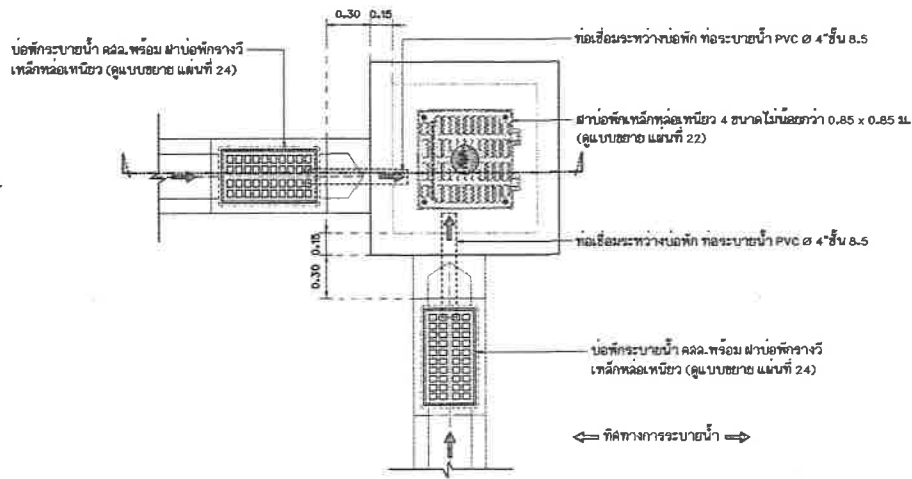 0.30 0.15
บ่อพักระบายน้ำ คสล.พร้อม ฝาบ่อพักรางวี
เหล็กหล่อเหนียว (ดูแบบขยาย แผ่นที่ 24)
ท่อเชื่อมระหว่างบ่อพัก ท่อระบายน้ำ PVC Ø 4"ชั้น 8.5
ฝาบ่อพักเหล็กหล่อเหนียว 4 ขนาดไม่น้อยกว่า 0.85 x 0.85 ม.
(ดูแบบขยาย แผ่นที่ 22)
0.15
0.30
ท่อเชื่อมระหว่างบ่อพัก ท่อระบายน้ำ PVC Ø 4"ชั้น 8.5
บ่อพักระบายน้ำ คสล.พร้อม ฝาบ่อพักรางวี
เหล็กหล่อเหนียว (ดูแบบขยาย แผ่นที่ 24)
ทิศทางการระบายน้ำ